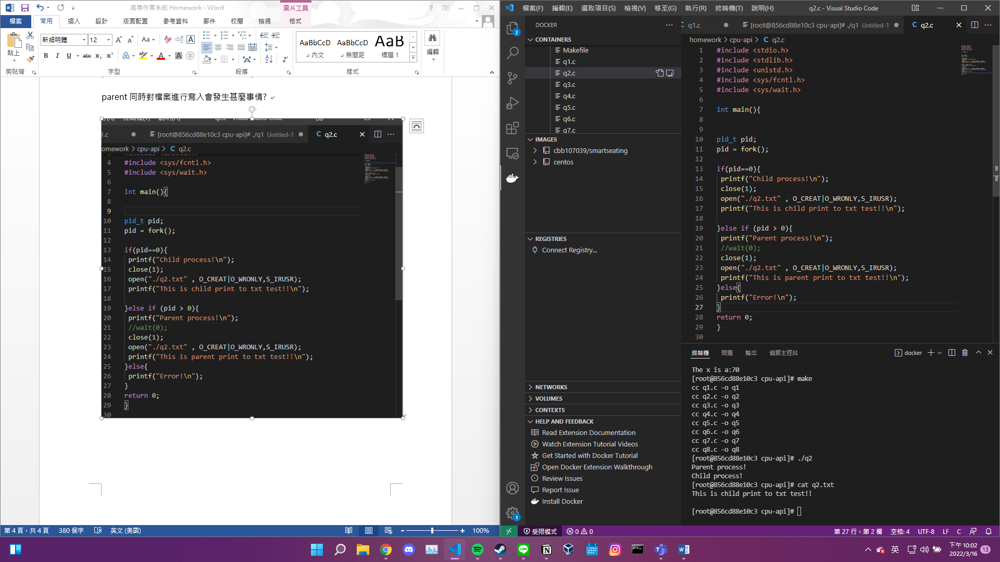 高等作業系統 Homework - Word
圖片工具
檔案
常用
插入
設計
版面配置
參考資料
郵件
校閱
檢視
格式
貼上
新細明體
12
AaBbCcD
AaBbCcD
AaB
內文
無間距
標題 1
編輯
剪貼簿
字型
段落
樣式
parent 同時對檔案進行寫入會發生甚麼事情?
[root@856cd88e10c3 cpu-api]# ./q1 Untitled-1
C q2.c
omework > cpu-api > C q2.c
4 #include <sys/fcntl.h>
5 #include <sys/wait.h>
6
7 int main(){
8
9
10 pid_t pid;
11 pid = fork();
12
13 if(pid==0){
14 printf("Child process!\n");
15 close(1);
16 open("./q2.txt" , O_CREAT|O_WRONLY,S_IRUSR);
17 printf("This is child print to txt test!!\n");
18
19 }else if (pid > 0){
20 printf("Parent process!\n");
21 //wait(0);
22 close(1);
23 open("./q2.txt" , O_CREAT|O_WRONLY,S_IRUSR);
24 printf("This is parent print to txt test!!\n");
25 }else{
26 printf("Error!\n");
27 }
28 return 0;
29 }
30
第 4 頁，共 4 頁
380 個字
英文 (美國)
100%
檔案(F)
編輯(E)
選取項目(S)
檢視(V)
移至(G)
執行(R)
終端機(T)
說明(H)
q2.c - Visual Studio Code
DOCKER
CONTAINERS
Makefile
q1.c
q2.c
q3.c
q4.c
q5.c
q6.c
q7.c
IMAGES
cbb107039/smartseating
centos
REGISTRIES
Connect Registry...
NETWORKS
VOLUMES
CONTEXTS
HELP AND FEEDBACK
Read Extension Documentation
Watch Extension Tutorial Videos
Get Started with Docker Tutorial
Open Docker Extension Walkthrough
Review Issues
Report Issue
Install Docker
q1.c
[root@856cd88e10c3 cpu-api]# ./q1 Untitled-1
C q2.c
homework > cpu-api > C q2.c
1 #include <stdio.h>
2 #include <stdlib.h>
3 #include <unistd.h>
4 #include <sys/fcntl.h>
5 #include <sys/wait.h>
6
7 int main(){
8
9
10 pid_t pid;
11 pid = fork();
12
13 if(pid==0){
14 printf("Child process!\n");
15 close(1);
16 open("./q2.txt" , O_CREAT|O_WRONLY,S_IRUSR);
17 printf("This is child print to txt test!!\n");
18
19 }else if (pid > 0){
20 printf("Parent process!\n");
21 //wait(0);
22 close(1);
23 open("./q2.txt" , O_CREAT|O_WRONLY,S_IRUSR);
24 printf("This is parent print to txt test!!\n");
25 }else{
26 printf("Error!\n");
27 }
28 return 0;
29 }
30
終端機
問題
輸出
偵錯主控台
docker
The x is a:70
[root@856cd88e10c3 cpu-api]# make
cc q1.c -o q1
cc q2.c -o q2
cc q3.c -o q3
cc q4.c -o q4
cc q5.c -o q5
cc q6.c -o q6
cc q7.c -o q7
cc q8.c -o q8
[root@856cd88e10c3 cpu-api]# ./q2
Parent process!
Child process!
[root@856cd88e10c3 cpu-api]# cat q2.txt
This is child print to txt test!!
[root@856cd88e10c3 cpu-api]#
受限模式
0
0
第 27 行，第 2 欄
空格: 4
UTF-8
LF
C
英
下午 10:02
2022/3/16
13